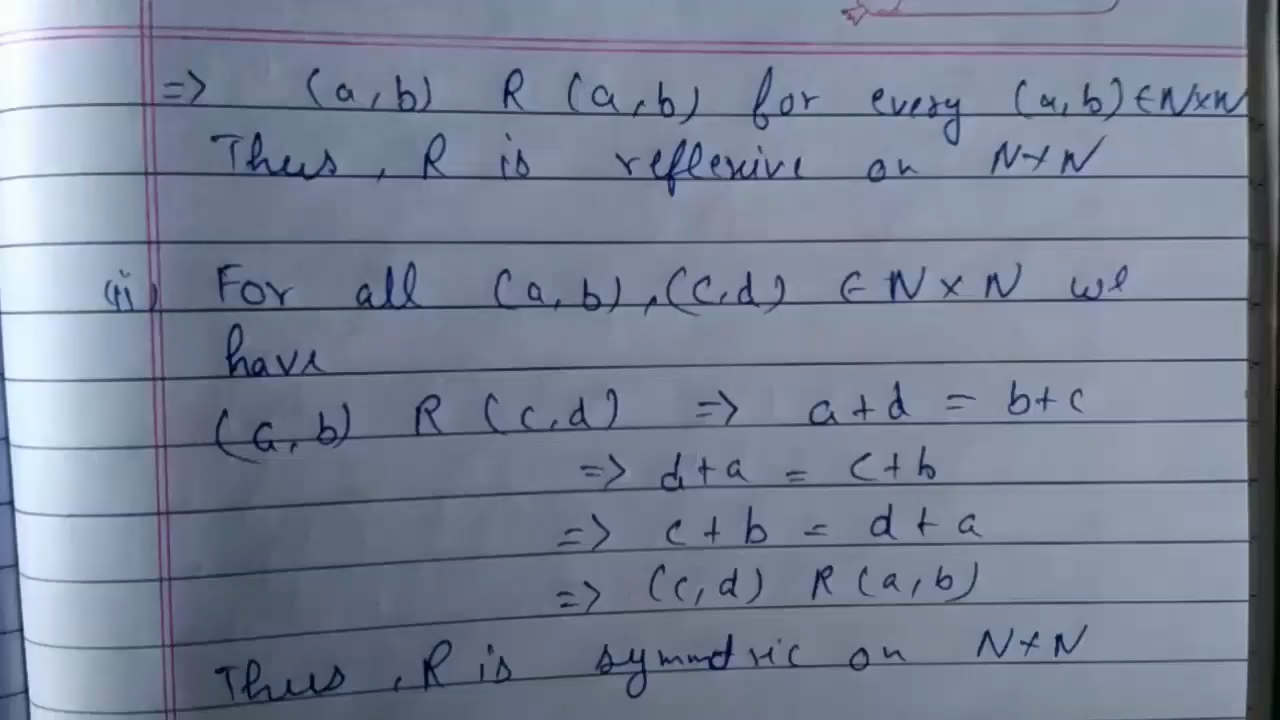 => (a,b) R (a,b) for every (a,b) ∈ N×N
Thus, R is reflexive on N×N
(ii) For all (a,b), (c,d) ∈ N×N we
have
(a,b) R (c,d) => a+d = b+c
=> d+a = c+b
=> c+b = d+a
=> (c,d) R (a,b)
Thus, R is symmetric on N×N